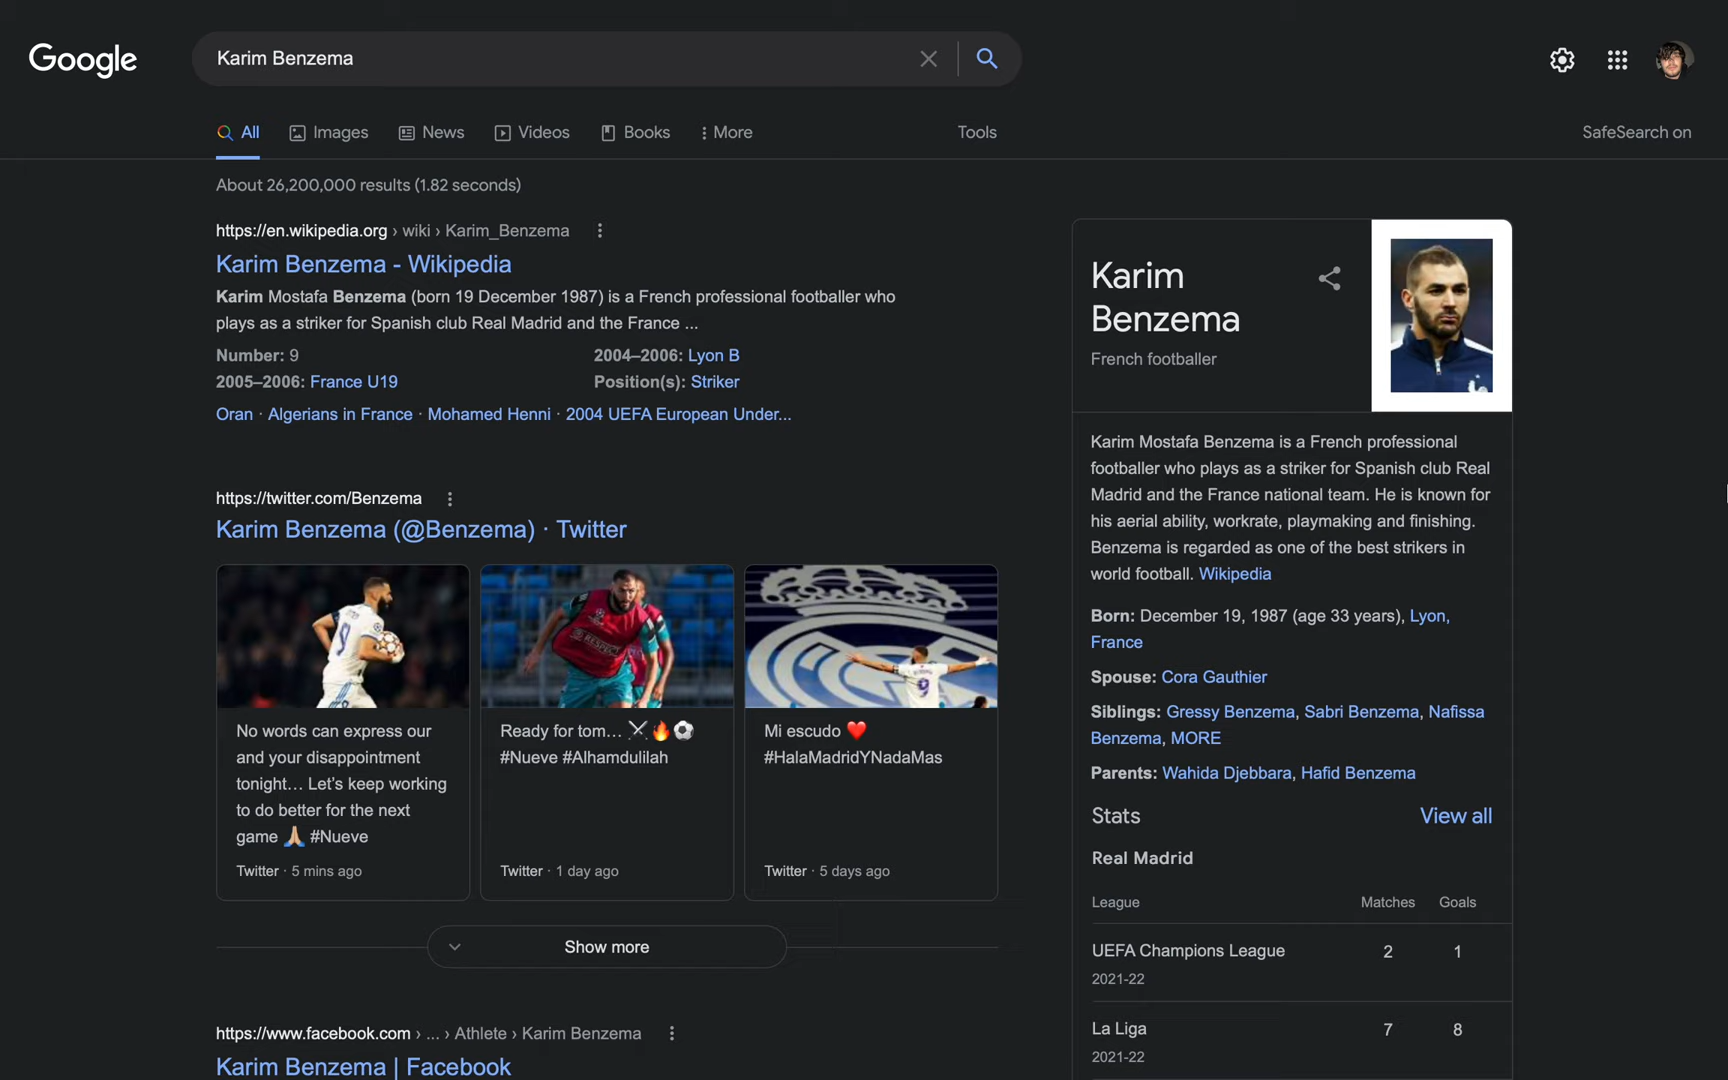 Google
Karim Benzema
All
Images
News
Videos
Books
More
Tools
SafeSearch on
About 26,200,000 results (1.82 seconds)
https://en.wikipedia.org › wiki › Karim_Benzema
Karim Benzema - Wikipedia
Karim Mostafa Benzema (born 19 December 1987) is a French professional footballer who
plays as a striker for Spanish club Real Madrid and the France ...
Number: 9
2004–2006: Lyon B
2005–2006: France U19
Position(s): Striker
Oran · Algerians in France · Mohamed Henni · 2004 UEFA European Under...
https://twitter.com/Benzema
Karim Benzema (@Benzema) · Twitter
No words can express our
and your disappointment
tonight… Let's keep working
to do better for the next
game 🙏🏼 #Nueve
Twitter · 5 mins ago
Ready for tom… ⚔️🔥⚽
#Nueve #Alhamdulilah
Twitter · 1 day ago
Mi escudo ❤️
#HalaMadridYNadaMas
Twitter · 5 days ago
Show more
https://www.facebook.com › ... › Athlete › Karim Benzema
Karim Benzema | Facebook
Karim
Benzema
French footballer
Karim Mostafa Benzema is a French professional
footballer who plays as a striker for Spanish club Real
Madrid and the France national team. He is known for
his aerial ability, workrate, playmaking and finishing.
Benzema is regarded as one of the best strikers in
world football. Wikipedia
Born: December 19, 1987 (age 33 years), Lyon,
France
Spouse: Cora Gauthier
Siblings: Gressy Benzema, Sabri Benzema, Nafissa
Benzema, MORE
Parents: Wahida Djebbara, Hafid Benzema
Stats
View all
Real Madrid
League Matches Goals
UEFA Champions League 2 1
2021-22
La Liga 7 8
2021-22